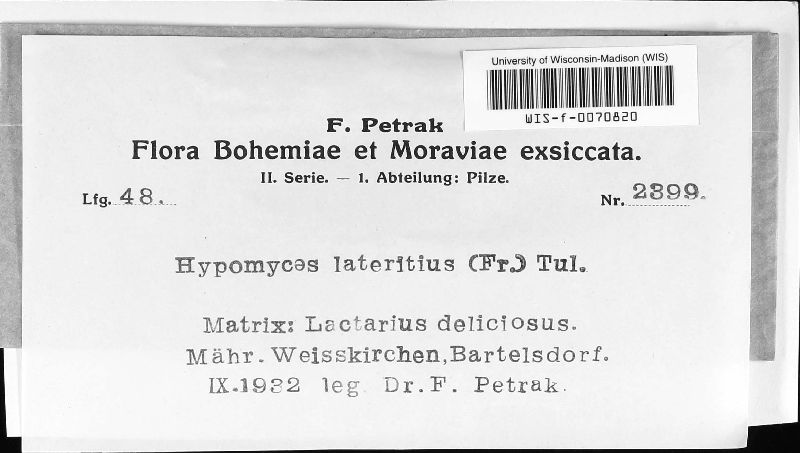 University of Wisconsin-Madison (WIS)
WIS-f-0070820
F. Petrak
Flora Bohemiae et Moraviae exsiccata.
II. Serie. — 1. Abteilung: Pilze.
Lfg. 48.
Nr. 2399.
Hypomyces lateritius (Fr.) Tul.
Matrix: Lactarius deliciosus.
Mähr. Weisskirchen, Bartelsdorf.
IX.1932 leg. Dr. F. Petrak.